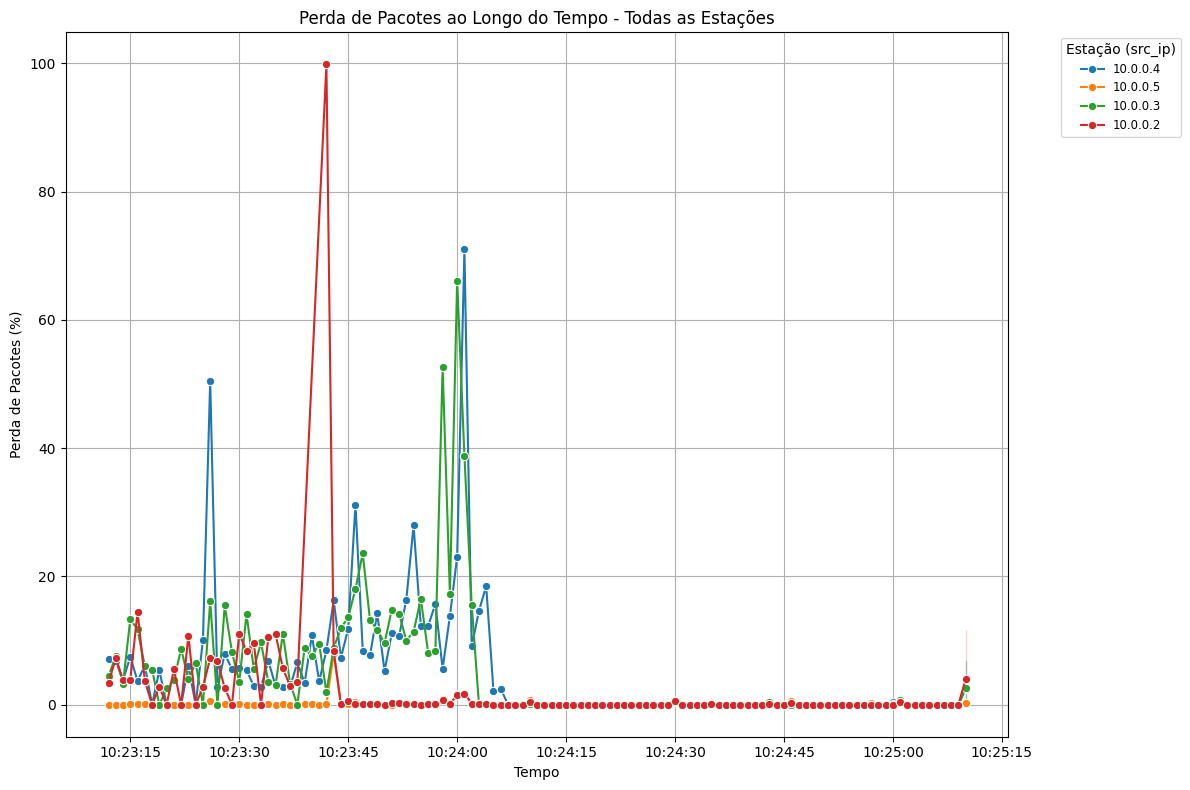 Perda de Pacotes ao Longo do Tempo - Todas as Estações
Estação (src_ip)
10.0.0.4
10.0.0.5
10.0.0.3
10.0.0.2
Perda de Pacotes (%)
100
80
60
40
20
0
10:23:15 10:23:30 10:23:45 10:24:00 10:24:15 10:24:30 10:24:45 10:25:00 10:25:15
Tempo